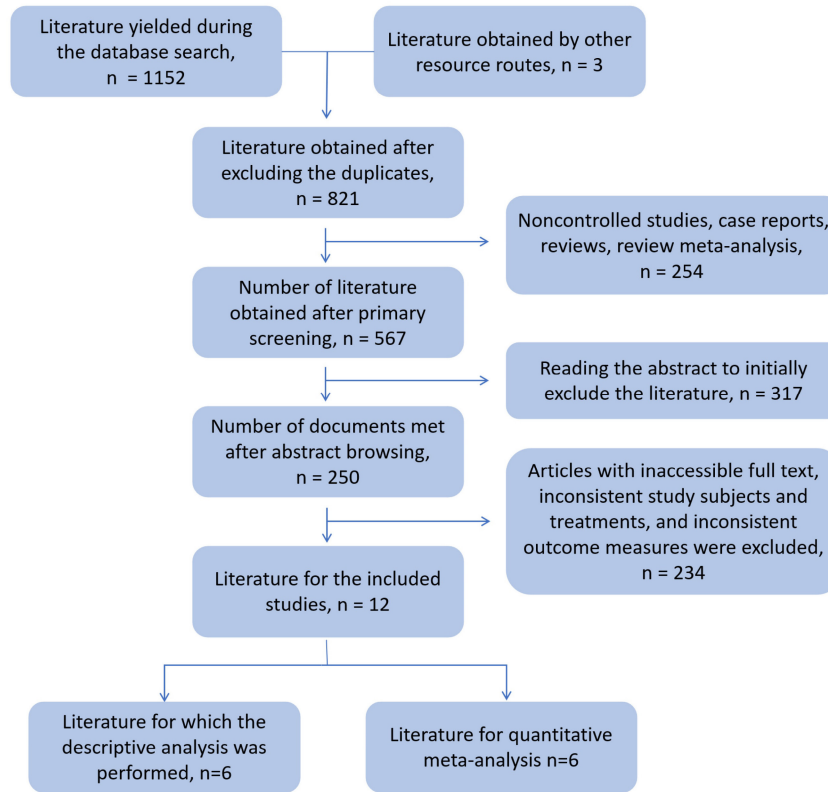 Literature yielded during
the database search,
n  = 1152
Literature obtained by other
resource routes, n = 3
Literature obtained after
excluding the duplicates,
n = 821
Noncontrolled studies, case reports,
reviews, review meta-analysis,
n = 254
Number of literature
obtained after primary
screening, n = 567
Reading the abstract to initially
exclude the literature, n = 317
Number of documents met
after abstract browsing,
n = 250
Articles with inaccessible full text,
inconsistent study subjects and
treatments, and inconsistent
outcome measures were excluded,
n = 234
Literature for the included
studies, n = 12
Literature for which the
descriptive analysis was
performed, n=6
Literature for quantitative
meta-analysis n=6